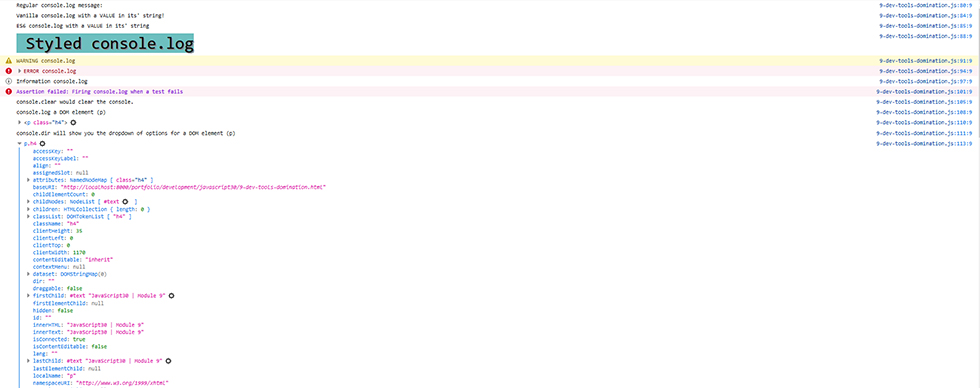 Regular console.log message: 9-dev-tools-domination.js:80:9
Vanilla console.log with a VALUE in its' string! 9-dev-tools-domination.js:84:9
ES6 console.log with a VALUE in its' string 9-dev-tools-domination.js:85:9
Styled console.log 9-dev-tools-domination.js:88:9
WARNING console.log 9-dev-tools-domination.js:91:9
ERROR console.log 9-dev-tools-domination.js:94:9
Information console.log 9-dev-tools-domination.js:97:9
Assertion failed: Firing console.log when a test fails 9-dev-tools-domination.js:101:9
console.clear would clear the console. 9-dev-tools-domination.js:105:9
console.log a DOM element (p) 9-dev-tools-domination.js:108:9
<p class="h4"> 9-dev-tools-domination.js:110:9
console.dir will show you the dropdown of options for a DOM element (p) 9-dev-tools-domination.js:111:9
p.h4 9-dev-tools-domination.js:113:9
accessKey: ""
accessKeyLabel: ""
align: ""
assignedSlot: null
attributes: NamedNodeMap [ class="h4" ]
baseURI: "http://localhost:8000/portfolio/development/javascript30/9-dev-tools-domination.html"
childElementCount: 0
childNodes: NodeList [ #text ]
children: HTMLCollection { length: 0 }
classList: DOMTokenList [ "h4" ]
className: "h4"
clientHeight: 35
clientLeft: 0
clientTop: 0
clientWidth: 1170
contentEditable: "inherit"
contextMenu: null
dataset: DOMStringMap(0)
dir: ""
draggable: false
firstChild: #text "JavaScript30 | Module 9"
firstElementChild: null
hidden: false
id: ""
innerHTML: "JavaScript30 | Module 9"
innerText: "JavaScript30 | Module 9"
isConnected: true
isContentEditable: false
lang: ""
lastChild: #text "JavaScript30 | Module 9"
lastElementChild: null
localName: "p"
namespaceURI: "http://www.w3.org/1999/xhtml"